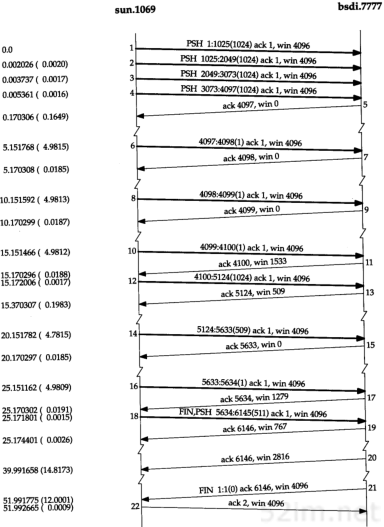 sun.1069 bsdi.7777
0.0 1 PSH 1:1025(1024) ack 1, win 4096
0.002026 ( 0.0020) 2 PSH 1025:2049(1024) ack 1, win 4096
0.003737 ( 0.0017) 3 PSH 2049:3073(1024) ack 1, win 4096
0.005361 ( 0.0016) 4 PSH 3073:4097(1024) ack 1, win 4096
0.170306 ( 0.1649) ack 4097, win 0 5
5.151768 ( 4.9815) 6 4097:4098(1) ack 1, win 4096
5.170308 ( 0.0185) ack 4098, win 0 7
10.151592 ( 4.9813) 8 4098:4099(1) ack 1, win 4096
10.170299 ( 0.0187) ack 4099, win 0 9
15.151466 ( 4.9812) 10 4099:4100(1) ack 1, win 4096
15.170296 ( 0.0188) ack 4100, win 1533 11
15.172006 ( 0.0017) 12 4100:5124(1024) ack 1, win 4096
15.370307 ( 0.1983) ack 5124, win 509 13
20.151782 ( 4.7815) 14 5124:5633(509) ack 1, win 4096
20.170297 ( 0.0185) ack 5633, win 0 15
25.151162 ( 4.9809) 16 5633:5634(1) ack 1, win 4096
25.170302 ( 0.0191) ack 5634, win 1279 17
25.171801 ( 0.0015) 18 FIN,PSH 5634:6145(511) ack 1, win 4096
25.174401 ( 0.0026) ack 6146, win 767 19
39.991658 (14.8173) ack 6146, win 2816 20
51.991775 (12.0001) FIN 1:1(0) ack 6146, win 4096 21
51.992665 ( 0.0009) 22 ack 2, win 4096
52im.net